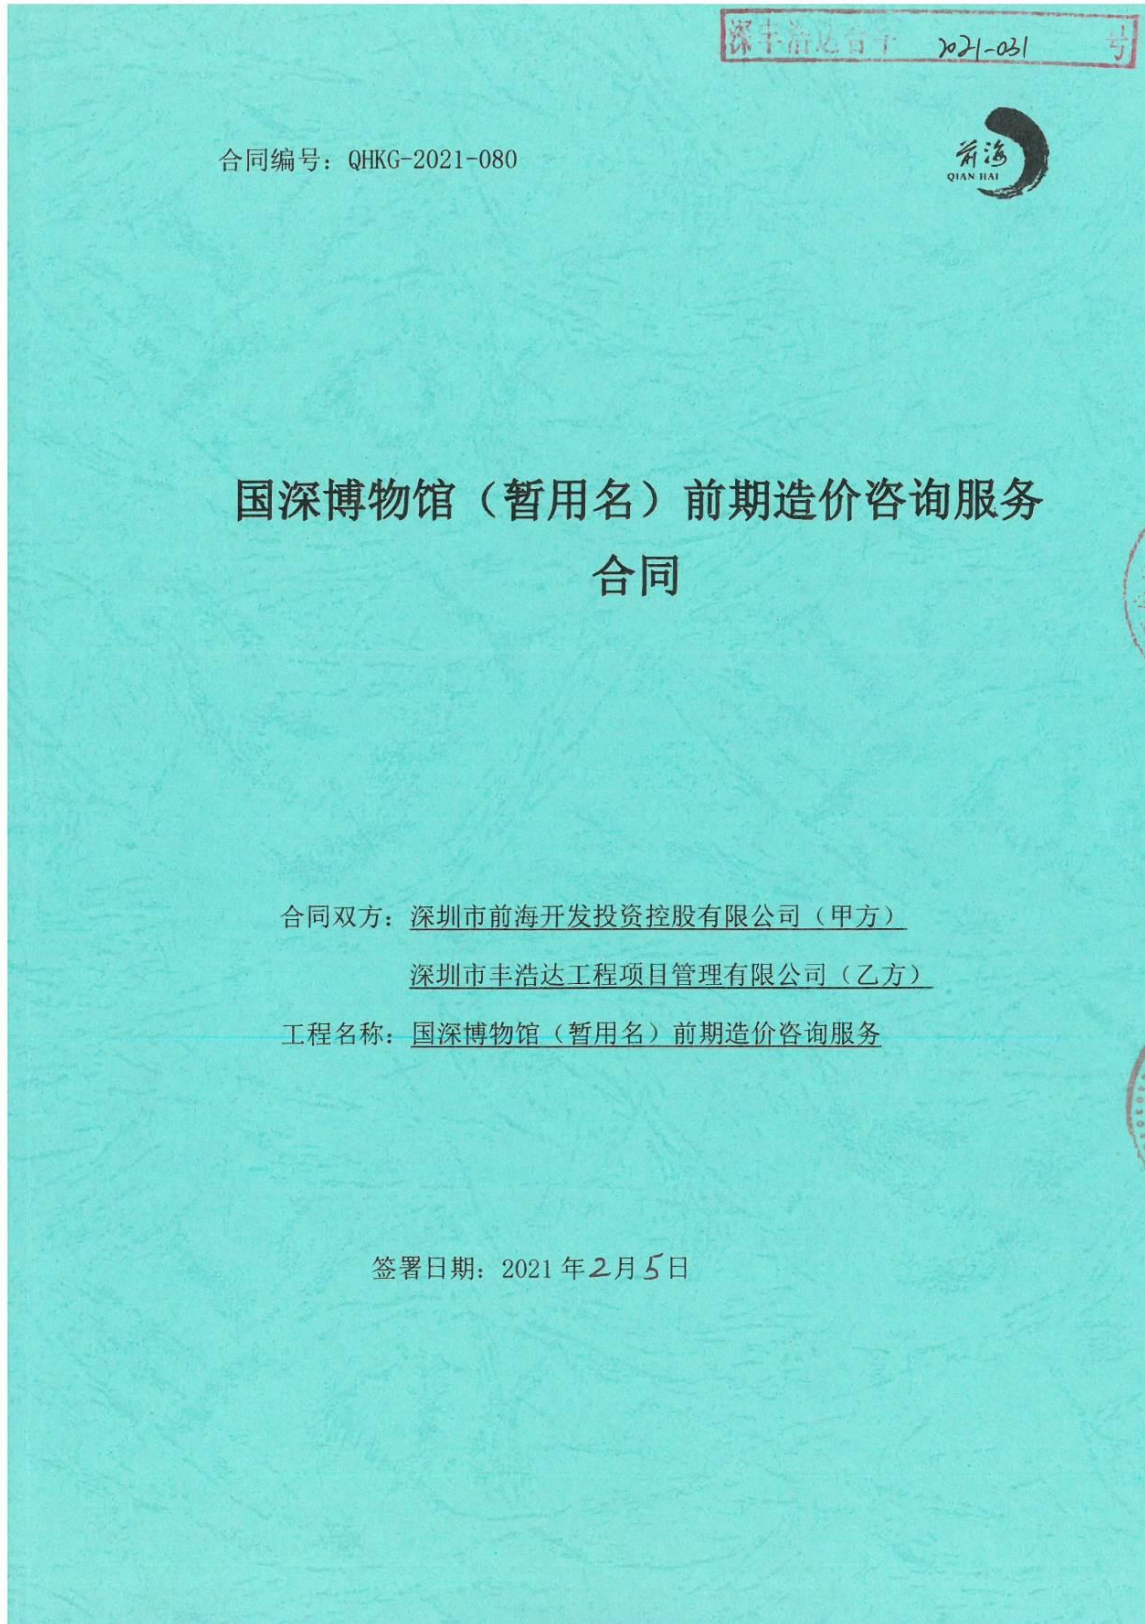 深丰浩达合字 2021-031 号
合同编号：QHKG-2021-080
前海
QIAN HAI
国深博物馆（暂用名）前期造价咨询服务
合同
合同双方：深圳市前海开发投资控股有限公司（甲方）
深圳市丰浩达工程项目管理有限公司（乙方）
工程名称：国深博物馆（暂用名）前期造价咨询服务
签署日期：2021年2月5日